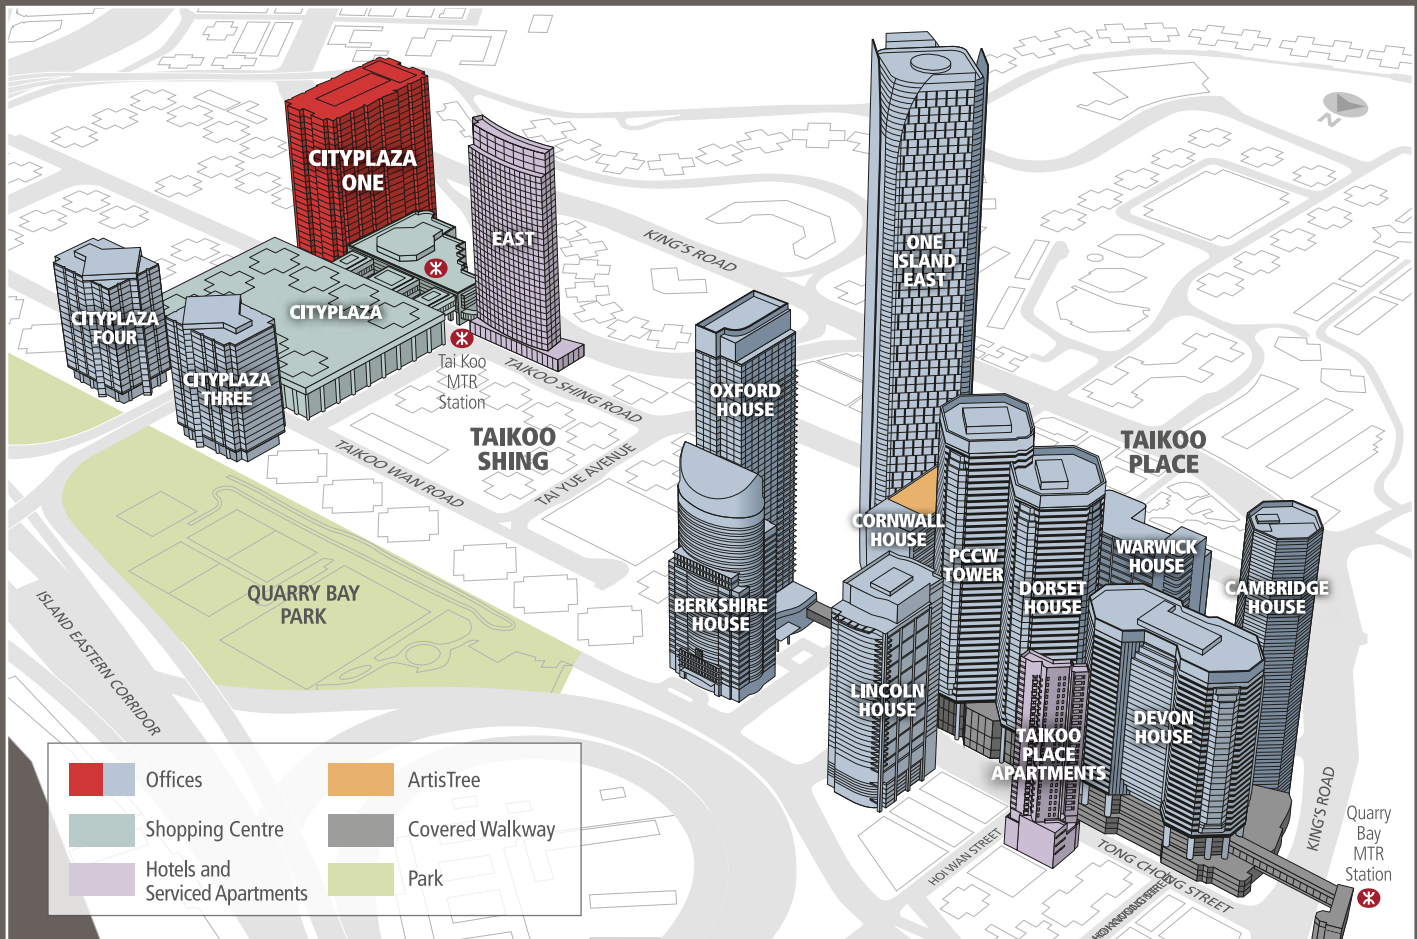 CITYPLAZA
ONE
EAST
KING'S ROAD
ONE
ISLAND
EAST
CITYPLAZA
FOUR
CITYPLAZA
CITYPLAZA
THREE
Tai Koo
MTR
Station
TAIKOO SHING ROAD
OXFORD
HOUSE
TAIKOO
SHING
TAIKOO WAN ROAD
TAI YUE AVENUE
TAIKOO
PLACE
CORNWALL
HOUSE
PCCW
TOWER
WARWICK
HOUSE
DORSET
HOUSE
CAMBRIDGE
HOUSE
QUARRY BAY
PARK
BERKSHIRE
HOUSE
ISLAND EASTERN CORRIDOR
LINCOLN
HOUSE
DEVON
HOUSE
TAIKOO
PLACE
APARTMENTS
KING'S ROAD
Quarry
Bay
MTR
Station
HOI WAN STREET
TONG CHONG STREET
N
Offices
ArtisTree
Shopping Centre
Covered Walkway
Hotels and
Serviced Apartments
Park